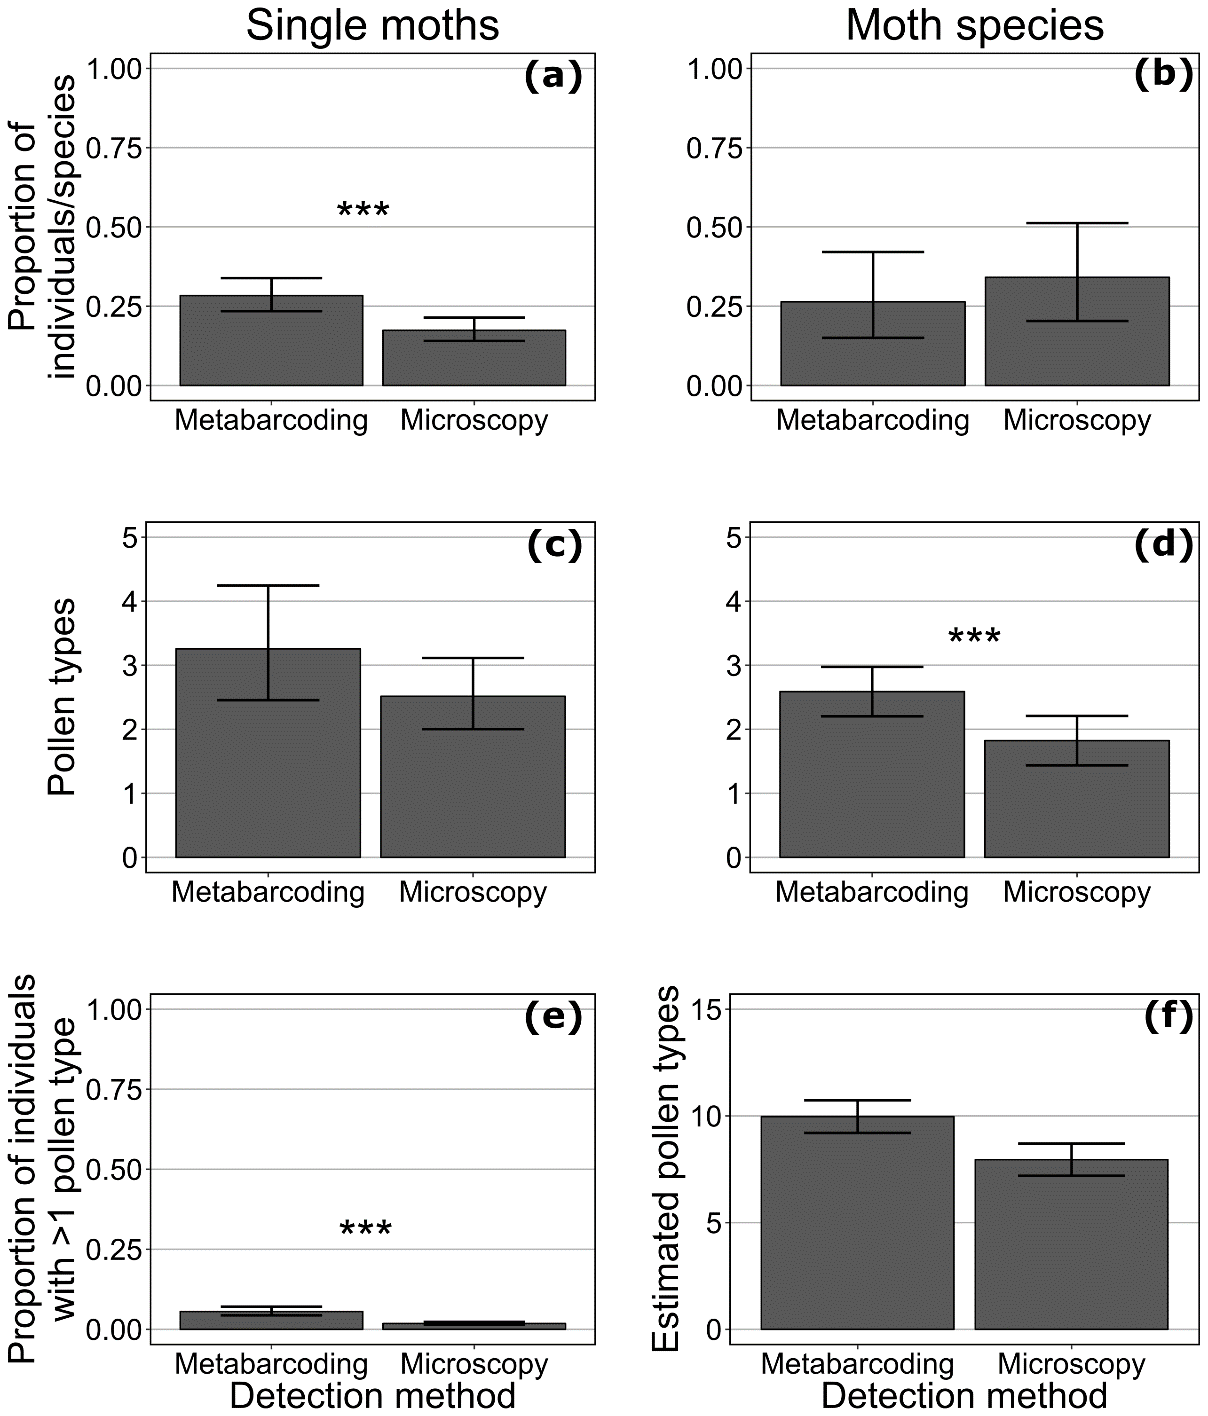 Single moths
Moth species
Proportion of
individuals/species
1.00
0.75
0.50
0.25
0.00
(a)
***
Metabarcoding
Microscopy
1.00
0.75
0.50
0.25
0.00
(b)
Metabarcoding
Microscopy
Pollen types
5
4
3
2
1
0
(c)
Metabarcoding
Microscopy
5
4
3
2
1
0
(d)
***
Metabarcoding
Microscopy
Proportion of individuals
with >1 pollen type
1.00
0.75
0.50
0.25
0.00
(e)
***
Metabarcoding
Microscopy
Detection method
Estimated pollen types
15
10
5
0
(f)
Metabarcoding
Microscopy
Detection method